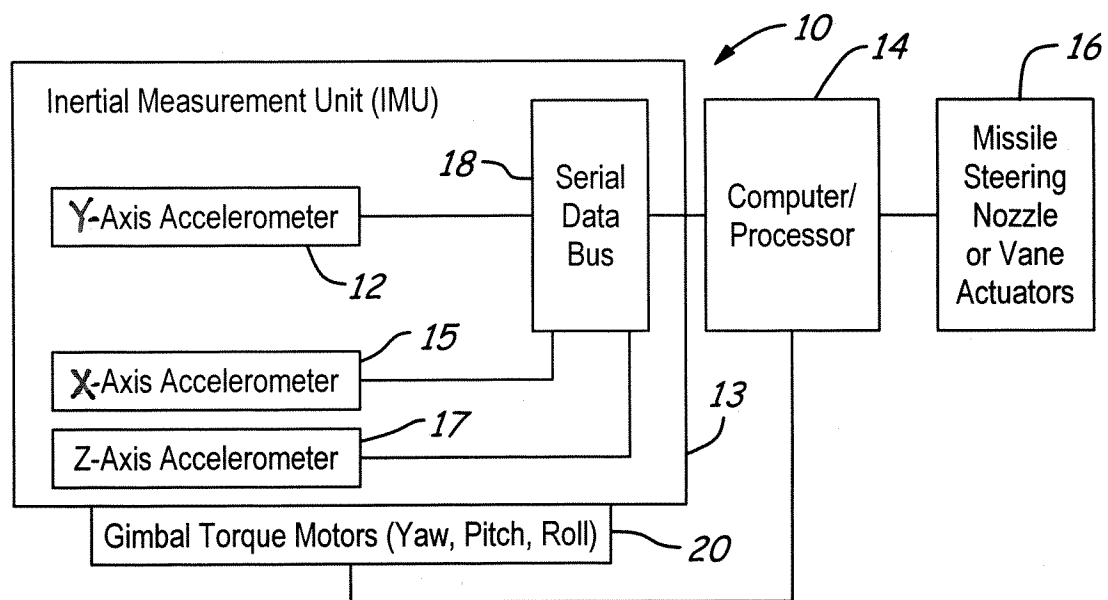 10
14
16
Inertial Measurement Unit (IMU)
18
Serial
Data
Bus
Computer/
Processor
Missile
Steering
Nozzle
or Vane
Actuators
Y-Axis Accelerometer
12
15
X-Axis Accelerometer
17
13
Z-Axis Accelerometer
Gimbal Torque Motors (Yaw, Pitch, Roll)
20